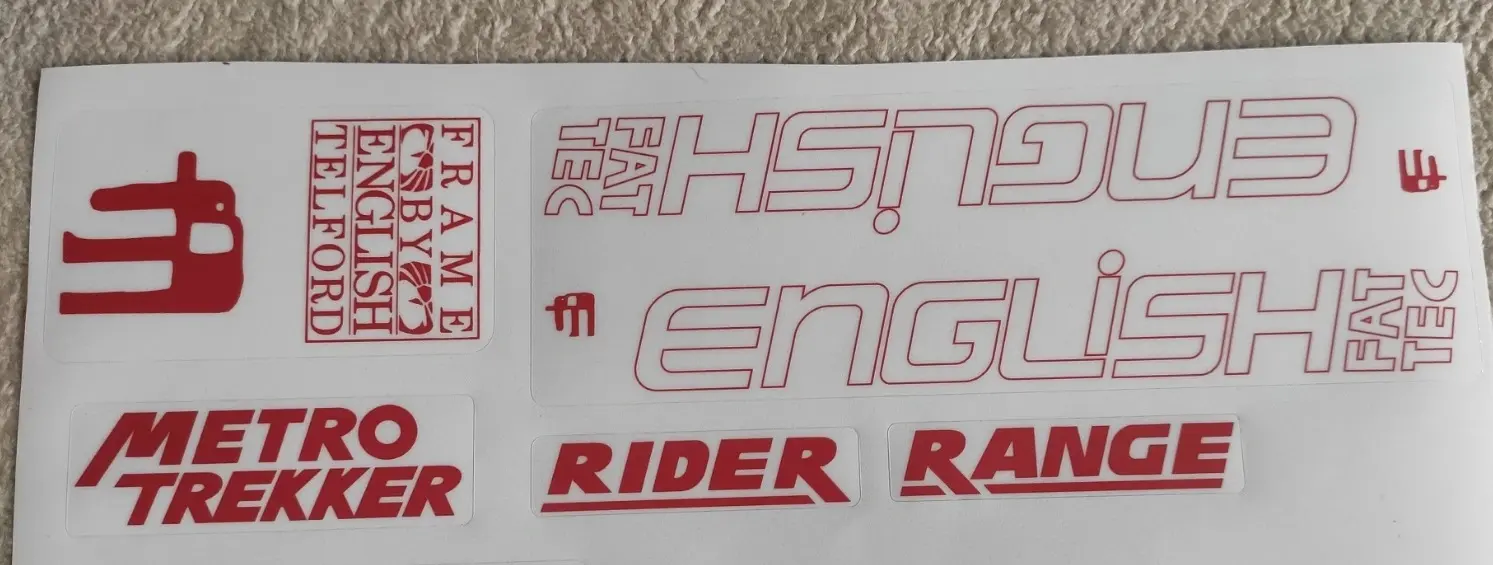 FRAME
BY
ENGLISH
TELFORD
ENGLISH
FAT
TEC
ENGLISH
FAT
TEC
METRO
TREKKER
RIDER
RANGE